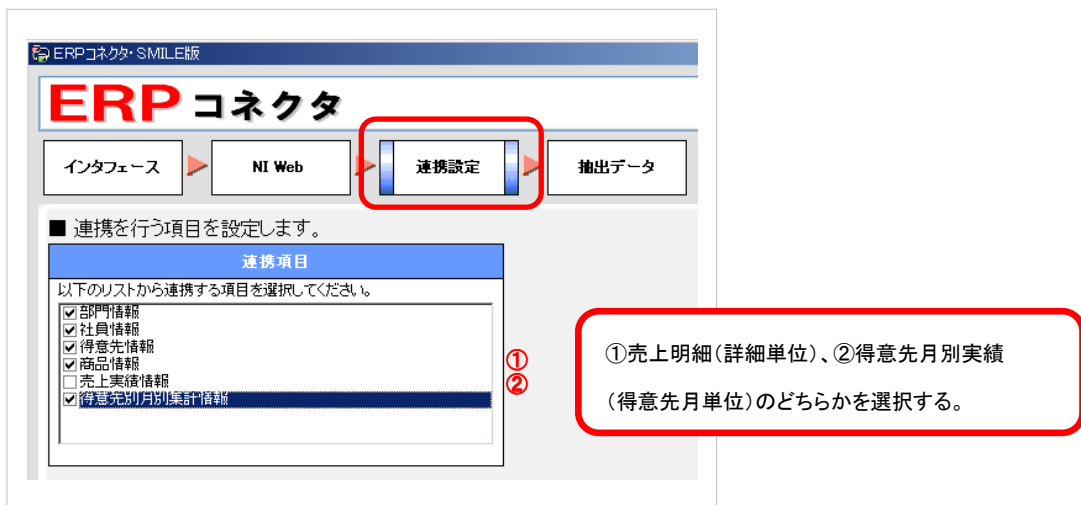 ERPコネクタ・SMILE版
ERP コネクタ
インタフェース
NI Web
連携設定
抽出データ
■ 連携を行う項目を設定します。
連携項目
以下のリストから連携する項目を選択してください。
部門情報
社員情報
得意先情報
商品情報
売上実績情報
得意先別月別集計情報
①
②
①売上明細(詳細単位)、②得意先月別実績
(得意先月単位)のどちらかを選択する。